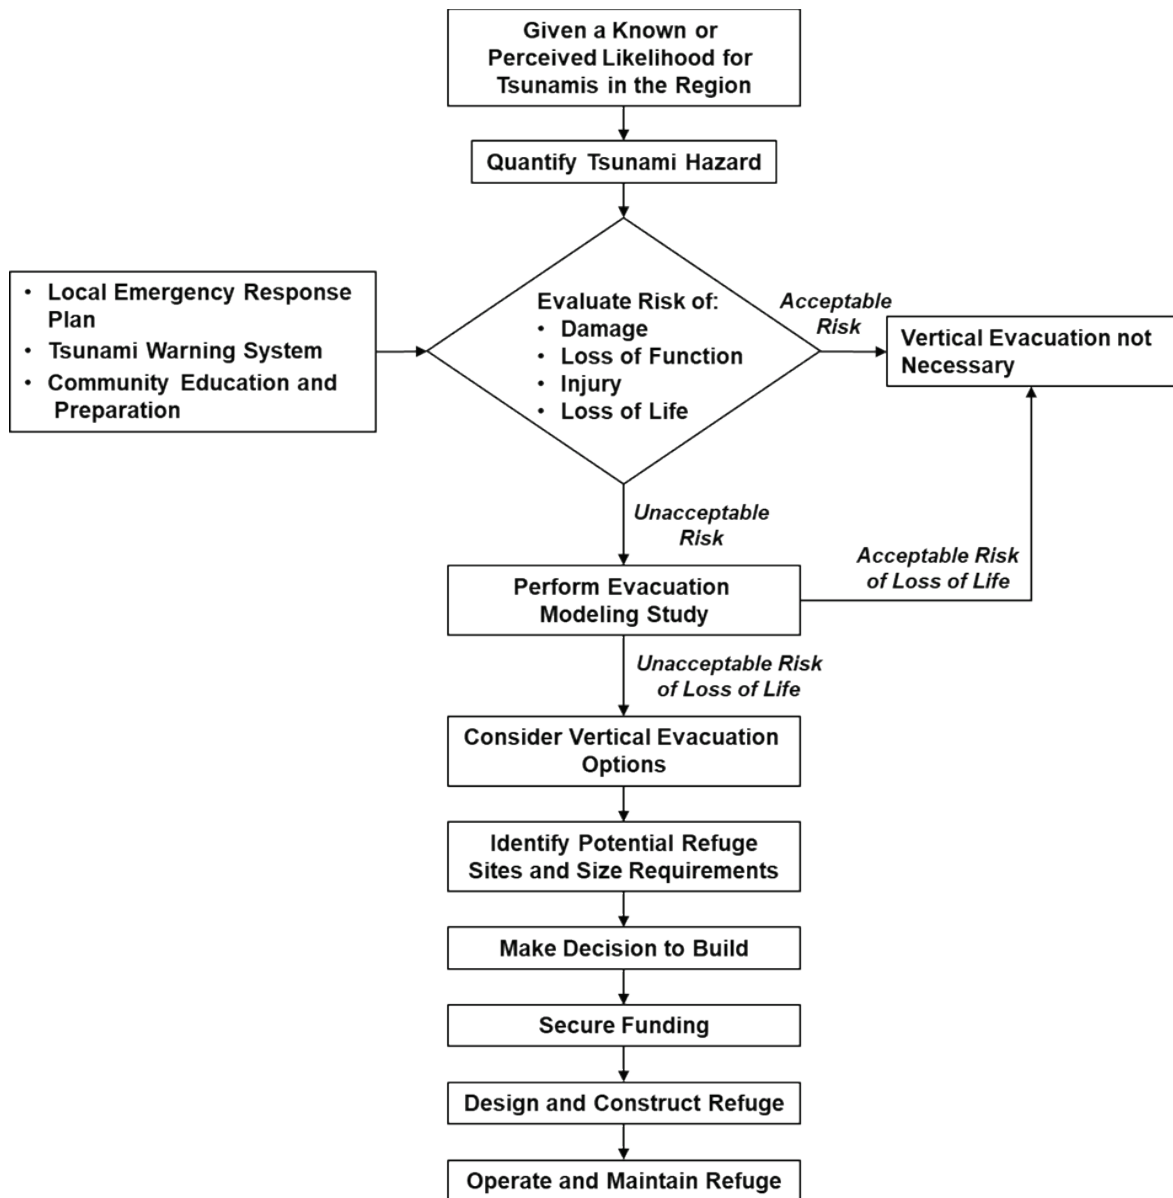 Given a Known or
Perceived Likelihood for
Tsunamis in the Region
Quantify Tsunami Hazard
• Local Emergency Response
Plan
• Tsunami Warning System
• Community Education and
Preparation
Evaluate Risk of:
• Damage
• Loss of Function
• Injury
• Loss of Life
Acceptable
Risk
Vertical Evacuation not
Necessary
Unacceptable
Risk
Perform Evacuation
Modeling Study
Acceptable Risk
of Loss of Life
Unacceptable Risk
of Loss of Life
Consider Vertical Evacuation
Options
Identify Potential Refuge
Sites and Size Requirements
Make Decision to Build
Secure Funding
Design and Construct Refuge
Operate and Maintain Refuge